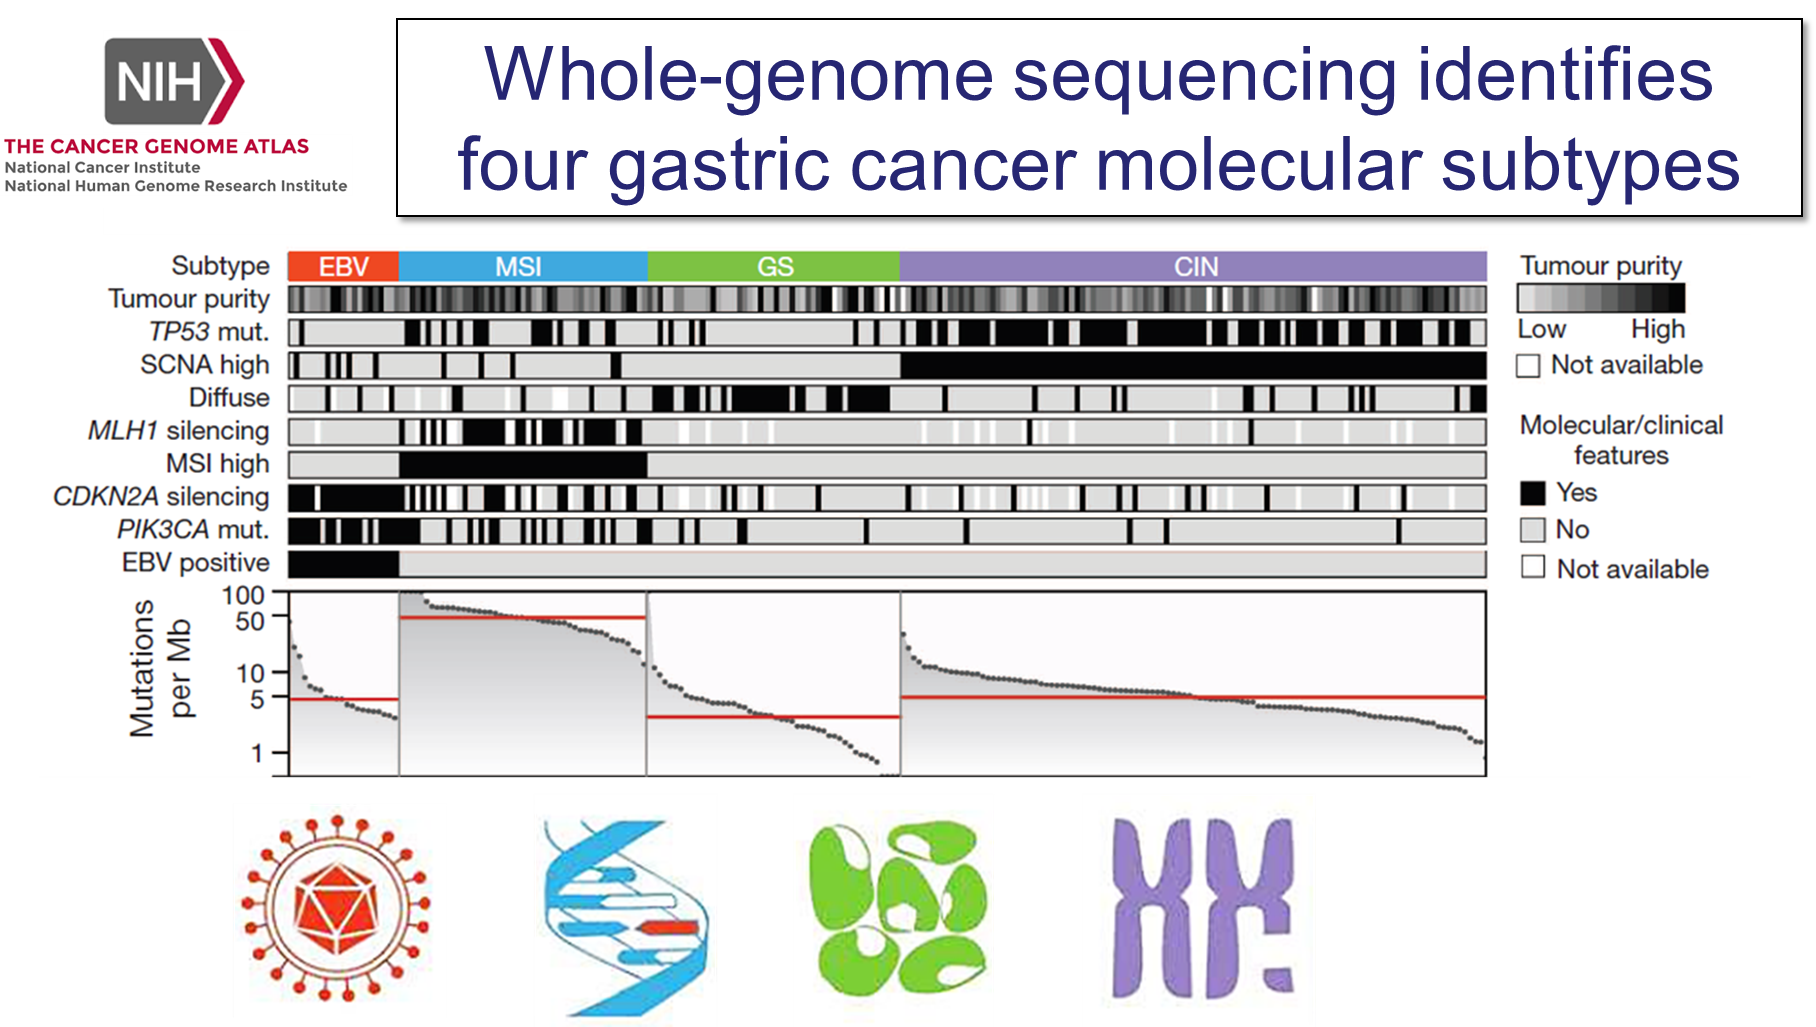 NIH
THE CANCER GENOME ATLAS
National Cancer Institute
National Human Genome Research Institute
Whole-genome sequencing identifies
four gastric cancer molecular subtypes
Subtype EBV MSI GS CIN
Tumour purity
TP53 mut.
SCNA high
Diffuse
MLH1 silencing
MSI high
CDKN2A silencing
PIK3CA mut.
EBV positive
Tumour purity
Low High
Not available
Molecular/clinical
features
Yes
No
Not available
Mutations
per Mb
100
50
10
5
1